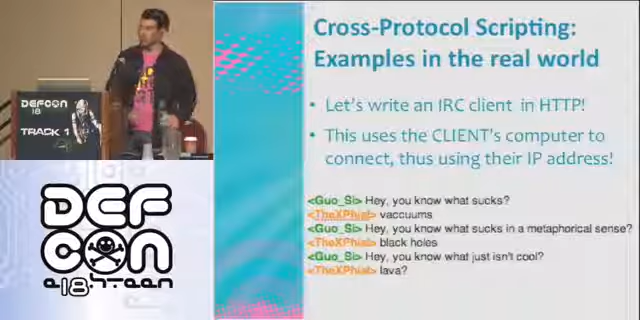 DEFCON
18
TRACK 1
DEF
CON
e18hteen
Cross-Protocol Scripting:
Examples in the real world
• Let's write an IRC client in HTTP!
• This uses the CLIENT's computer to
connect, thus using their IP address!
<Guo_Si> Hey, you know what sucks?
<TheXPhial> vaccuums
<Guo_Si> Hey, you know what sucks in a metaphorical sense?
<TheXPhial> black holes
<Guo_Si> Hey, you know what just isn't cool?
<TheXPhial> lava?